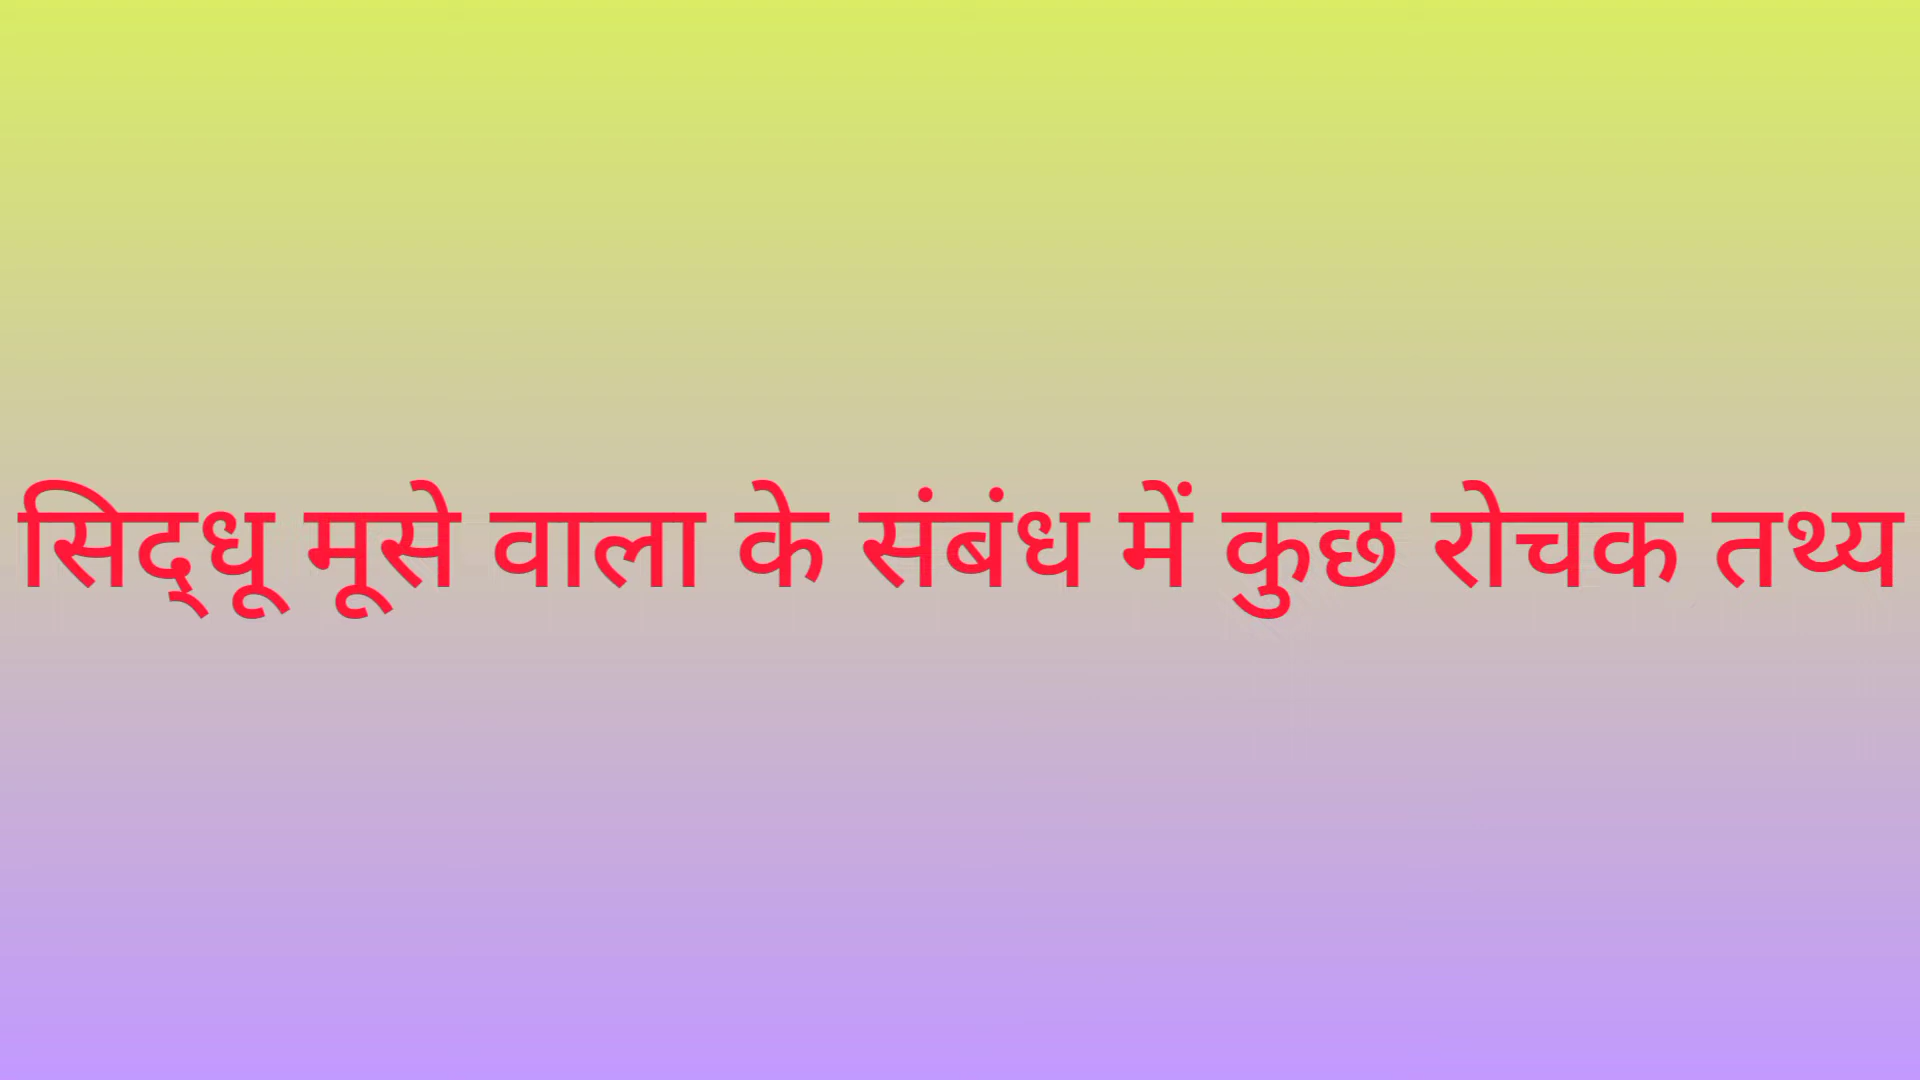 सिद्धू मूसे वाला के संबंध में कुछ रोचक तथ्य